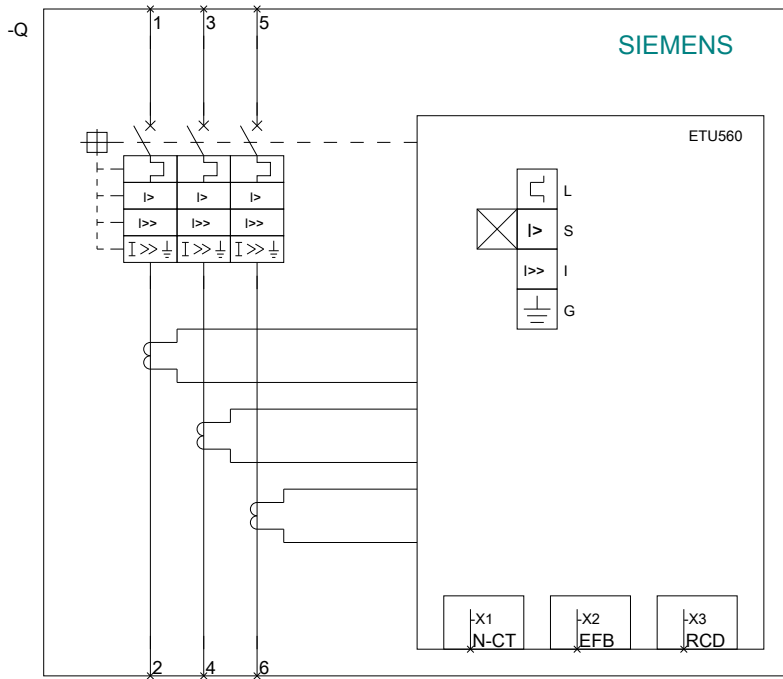 -Q
1 3 5
SIEMENS
ETU560
L
I> I> I> I> S
I>> I>> I>> I>> I
I>> I>> I>> G
-X1 -X2 -X3
N-CT EFB RCD
2 4 6